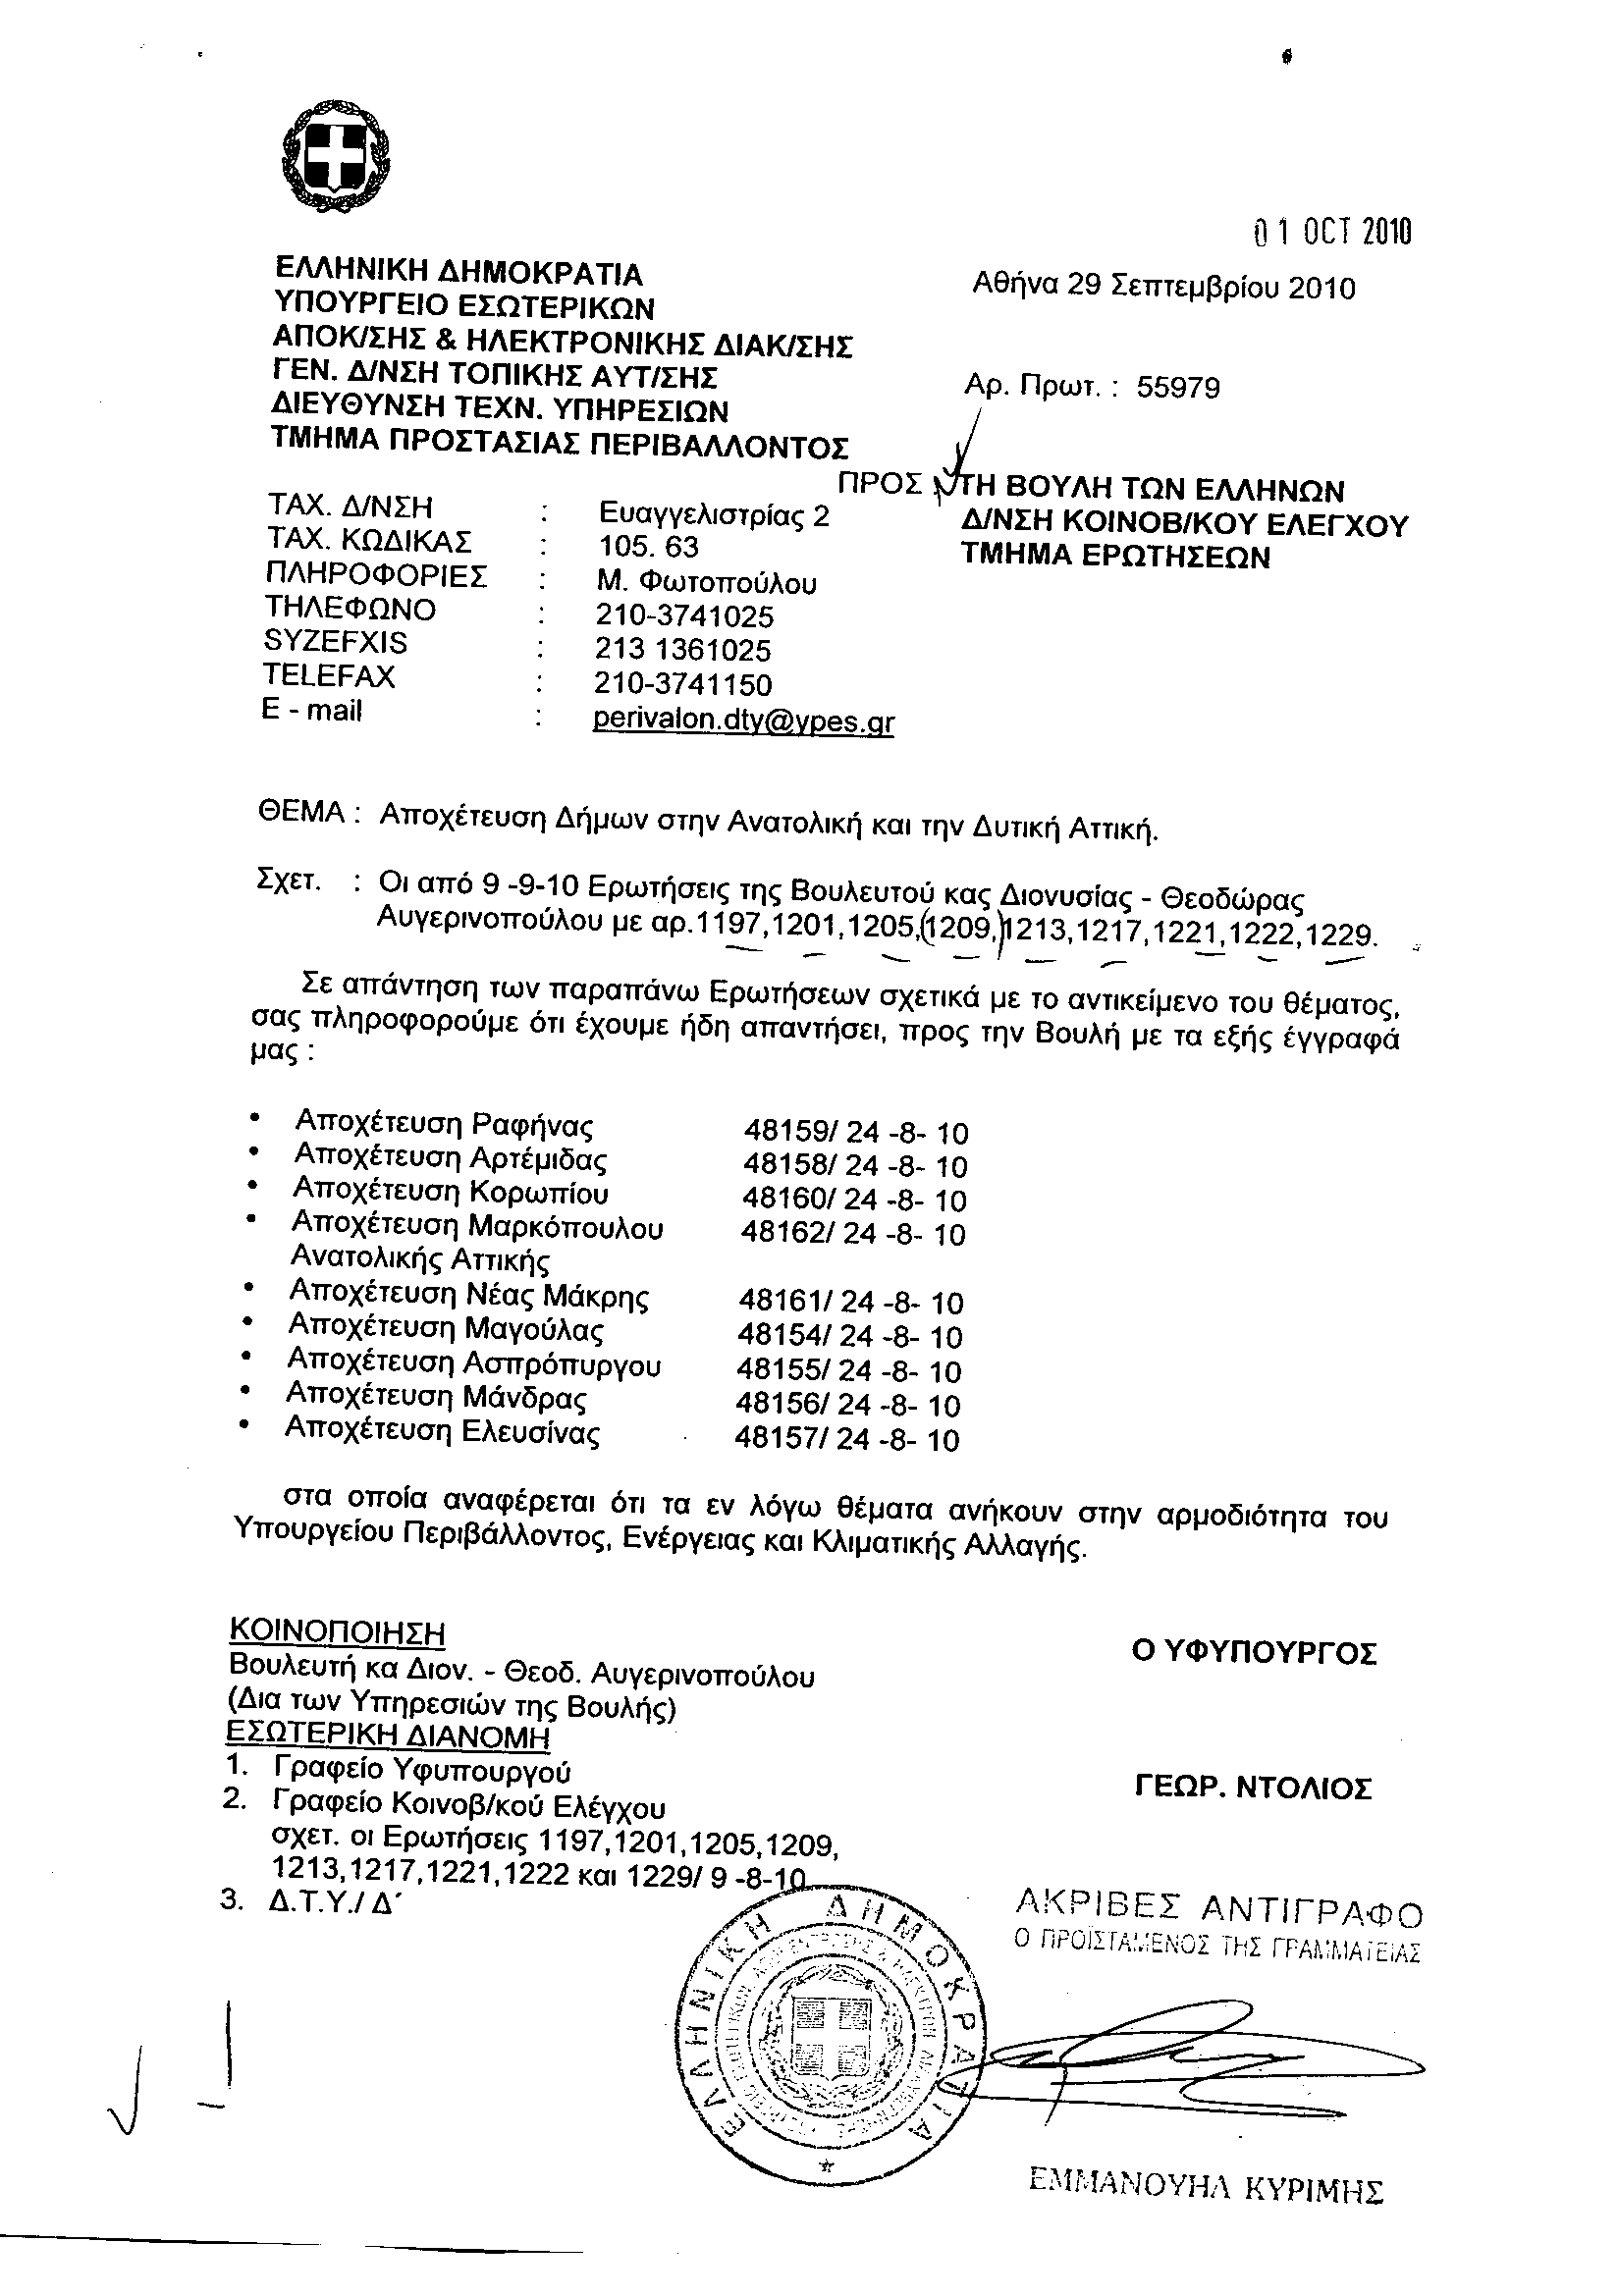 01 OCT 2010
ΕΛΛΗΝΙΚΗ ΔΗΜΟΚΡΑΤΙΑ
ΥΠΟΥΡΓΕΙΟ ΕΣΩΤΕΡΙΚΩΝ
ΑΠΟΚ/ΣΗΣ & ΗΛΕΚΤΡΟΝΙΚΗΣ ΔΙΑΚ/ΣΗΣ
ΓΕΝ. Δ/ΝΣΗ ΤΟΠΙΚΗΣ ΑΥΤ/ΣΗΣ
ΔΙΕΥΘΥΝΣΗ ΤΕΧΝ. ΥΠΗΡΕΣΙΩΝ
ΤΜΗΜΑ ΠΡΟΣΤΑΣΙΑΣ ΠΕΡΙΒΑΛΛΟΝΤΟΣ
Αθήνα 29 Σεπτεμβρίου 2010
Αρ. Πρωτ. : 55979
ΠΡΟΣ ΤΗ ΒΟΥΛΗ ΤΩΝ ΕΛΛΗΝΩΝ
Δ/ΝΣΗ ΚΟΙΝΟΒ/ΚΟΥ ΕΛΕΓΧΟΥ
ΤΜΗΜΑ ΕΡΩΤΗΣΕΩΝ
ΤΑΧ. Δ/ΝΣΗ : Ευαγγελιστρίας 2
ΤΑΧ. ΚΩΔΙΚΑΣ : 105. 63
ΠΛΗΡΟΦΟΡΙΕΣ : Μ. Φωτοπούλου
ΤΗΛΕΦΩΝΟ : 210-3741025
SYZEFXIS : 213 1361025
TELEFAX : 210-3741150
E - mail : perivalon.dty@ypes.gr
ΘΕΜΑ : Αποχέτευση Δήμων στην Ανατολική και την Δυτική Αττική.
Σχετ. : Οι από 9 -9-10 Ερωτήσεις της Βουλευτού κας Διονυσίας - Θεοδώρας
Αυγερινοπούλου με αρ.1197,1201,1205,(1209,)1213,1217,1221,1222,1229.
Σε απάντηση των παραπάνω Ερωτήσεων σχετικά με το αντικείμενο του θέματος,
σας πληροφορούμε ότι έχουμε ήδη απαντήσει, προς την Βουλή με τα εξής έγγραφά
μας :
• Αποχέτευση Ραφήνας 48159/ 24 -8- 10
• Αποχέτευση Αρτέμιδας 48158/ 24 -8- 10
• Αποχέτευση Κορωπίου 48160/ 24 -8- 10
• Αποχέτευση Μαρκόπουλου 48162/ 24 -8- 10
Ανατολικής Αττικής
• Αποχέτευση Νέας Μάκρης 48161/ 24 -8- 10
• Αποχέτευση Μαγούλας 48154/ 24 -8- 10
• Αποχέτευση Ασπρόπυργου 48155/ 24 -8- 10
• Αποχέτευση Μάνδρας 48156/ 24 -8- 10
• Αποχέτευση Ελευσίνας 48157/ 24 -8- 10
στα οποία αναφέρεται ότι τα εν λόγω θέματα ανήκουν στην αρμοδιότητα του
Υπουργείου Περιβάλλοντος, Ενέργειας και Κλιματικής Αλλαγής.
ΚΟΙΝΟΠΟΙΗΣΗ
Βουλευτή κα Διον. - Θεοδ. Αυγερινοπούλου
(Δια των Υπηρεσιών της Βουλής)
ΕΣΩΤΕΡΙΚΗ ΔΙΑΝΟΜΗ
1. Γραφείο Υφυπουργού
2. Γραφείο Κοινοβ/κού Ελέγχου
σχετ. οι Ερωτήσεις 1197,1201,1205,1209,
1213,1217,1221,1222 και 1229/ 9 -8-10
3. Δ.Τ.Υ./ Δ΄
Ο ΥΦΥΠΟΥΡΓΟΣ
ΓΕΩΡ. ΝΤΟΛΙΟΣ
ΑΚΡΙΒΕΣ ΑΝΤΙΓΡΑΦΟ
Ο ΠΡΟΪΣΤΑΜΕΝΟΣ ΤΗΣ ΓΡΑΜΜΑΤΕΙΑΣ
ΕΛΛΗΝΙΚΗ ΔΗΜΟΚΡΑΤΙΑ
ΕΜΜΑΝΟΥΗΛ ΚΥΡΙΜΗΣ